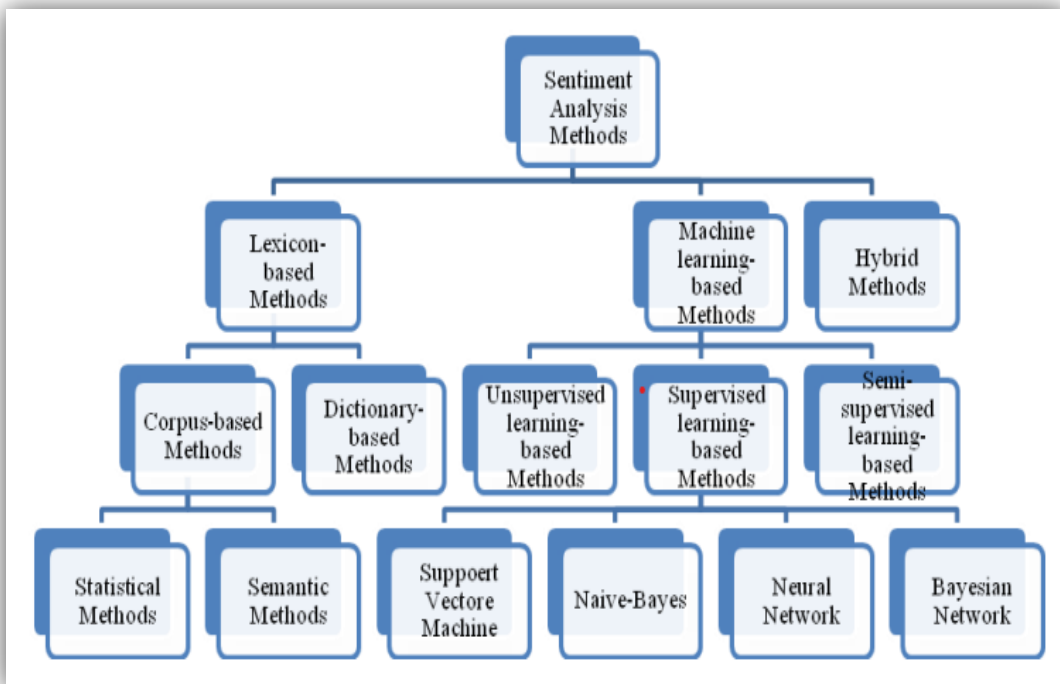 Sentiment
Analysis
Methods
Lexicon-
based
Methods
Machine
learning-
based
Methods
Hybrid
Methods
Corpus-based
Methods
Dictionary-
based
Methods
Unsupervised
learning-
based
Methods
Supervised
learning-
based
Methods
Semi-
supervised
learning-
based
Methods
Statistical
Methods
Semantic
Methods
Suppoert
Vectore
Machine
Naive-Bayes
Neural
Network
Bayesian
Network